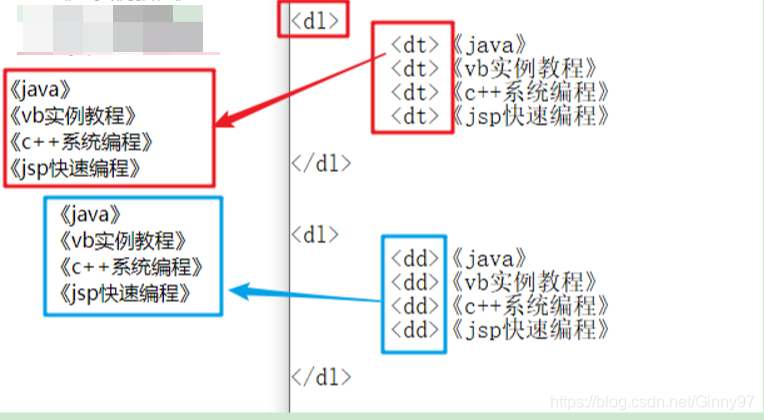 《java》
《vb实例教程》
《c++系统编程》
《jsp快速编程》
《java》
《vb实例教程》
《c++系统编程》
《jsp快速编程》
<dl>
<dt>《java》
<dt>《vb实例教程》
<dt>《c++系统编程》
<dt>《jsp快速编程》
</dl>
<dl>
<dd>《java》
<dd>《vb实例教程》
<dd>《c++系统编程》
<dd>《jsp快速编程》
</dl>
https://blog.csdn.net/Ginny97